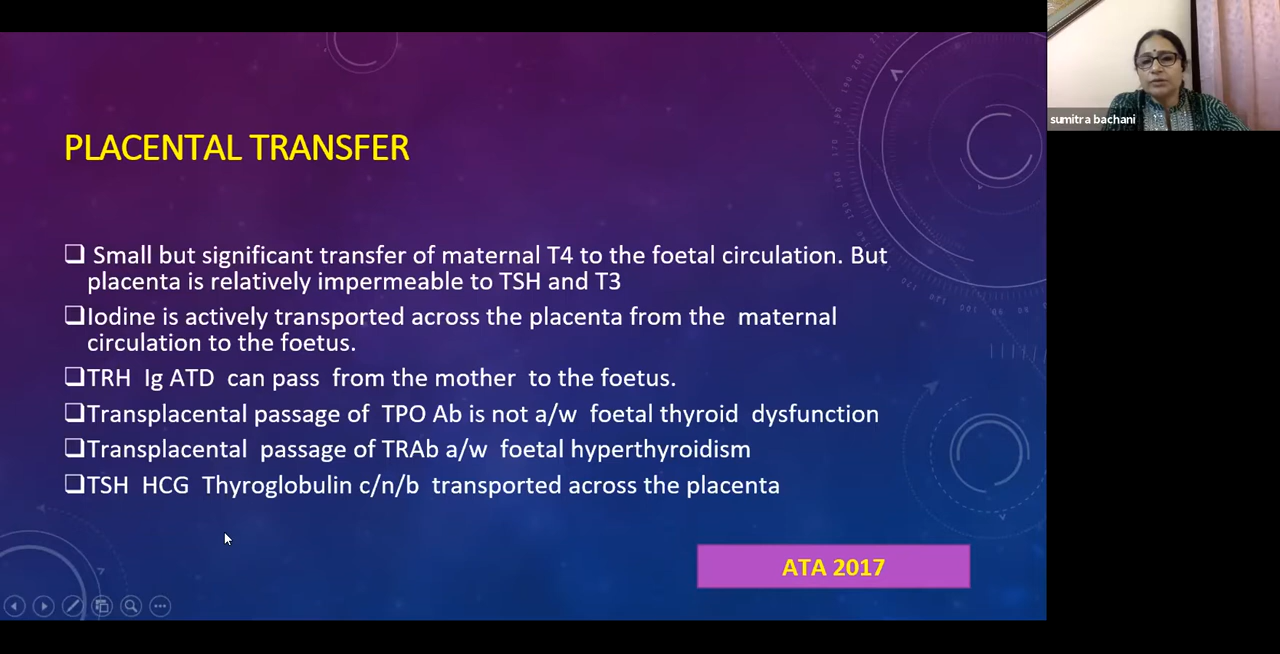 PLACENTAL TRANSFER
Small but significant transfer of maternal T4 to the foetal circulation. But
placenta is relatively impermeable to TSH and T3
Iodine is actively transported across the placenta from the maternal
circulation to the foetus.
TRH Ig ATD can pass from the mother to the foetus.
Transplacental passage of TPO Ab is not a/w foetal thyroid dysfunction
Transplacental passage of TRAb a/w foetal hyperthyroidism
TSH HCG Thyroglobulin c/n/b transported across the placenta
ATA 2017
sumitra bachani